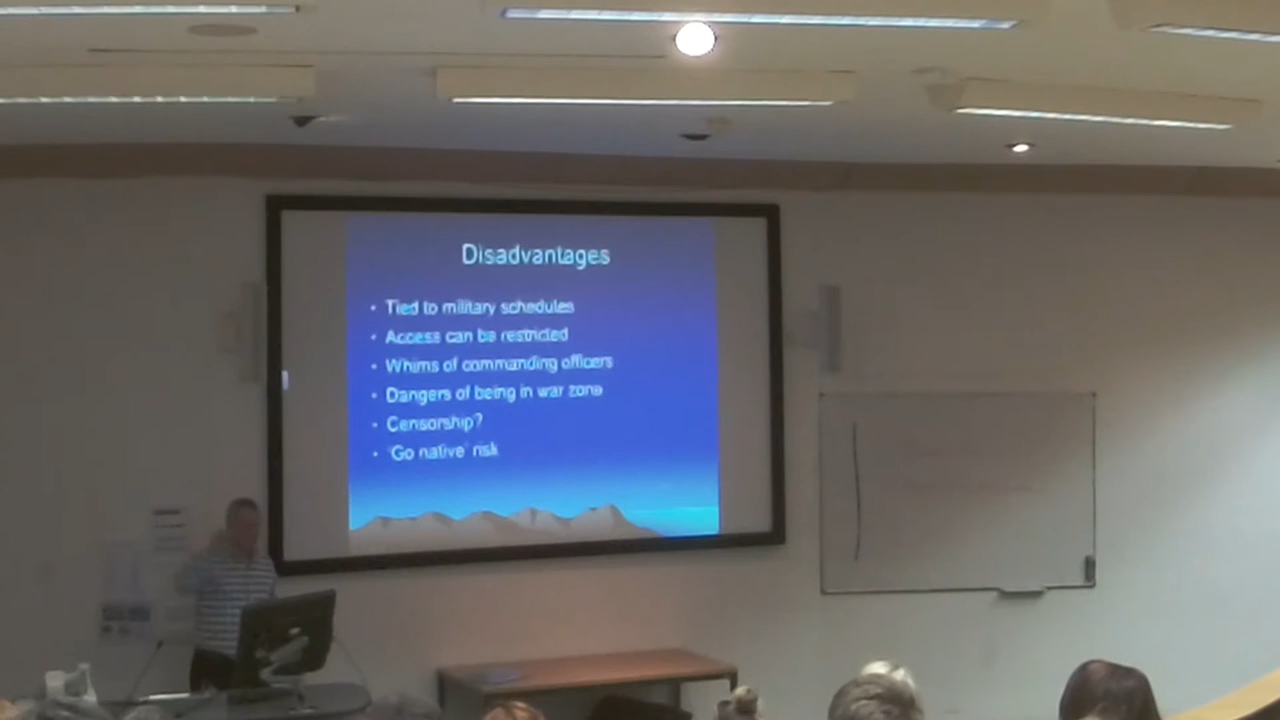 Disadvantages
• Tied to military schedules
• Access can be restricted
• Whims of commanding officers
• Dangers of being in war zone
• Censorship?
• 'Go native' risk